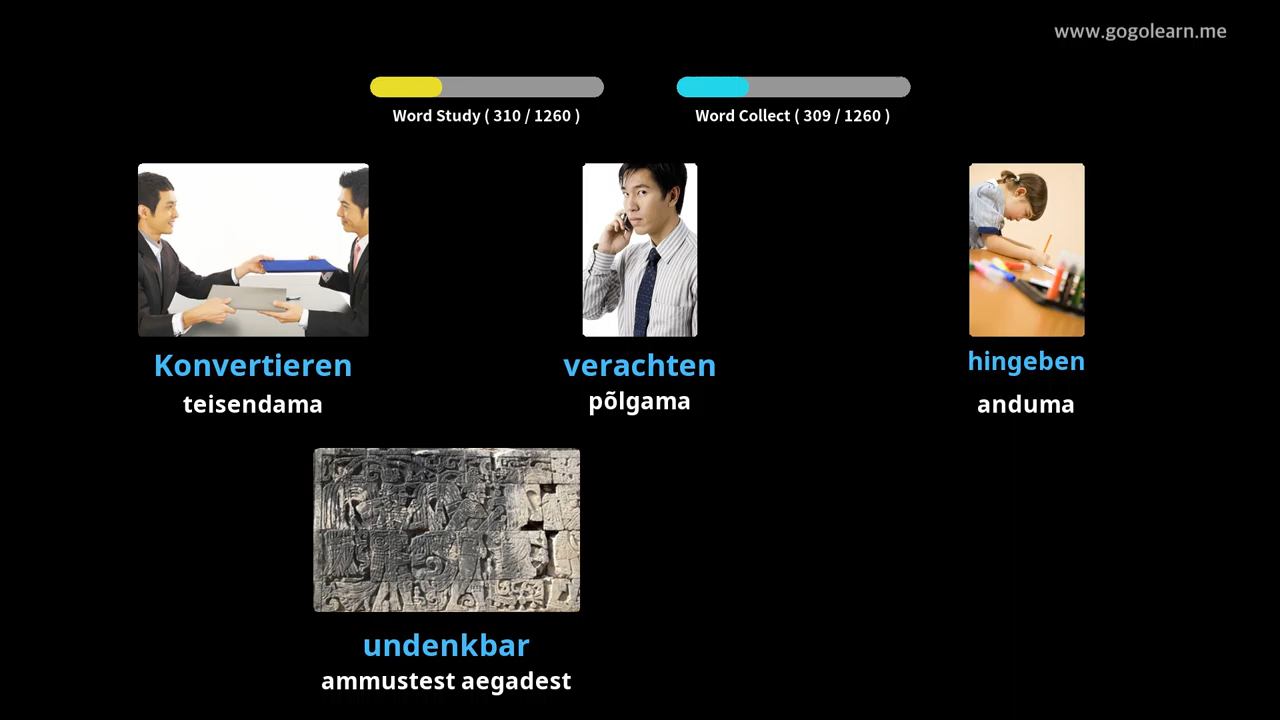 www.gogolearn.me
Word Study ( 310 / 1260 )
Word Collect ( 309 / 1260 )
Konvertieren
teisendama
verachten
põlgama
hingeben
anduma
undenkbar
ammustest aegadest